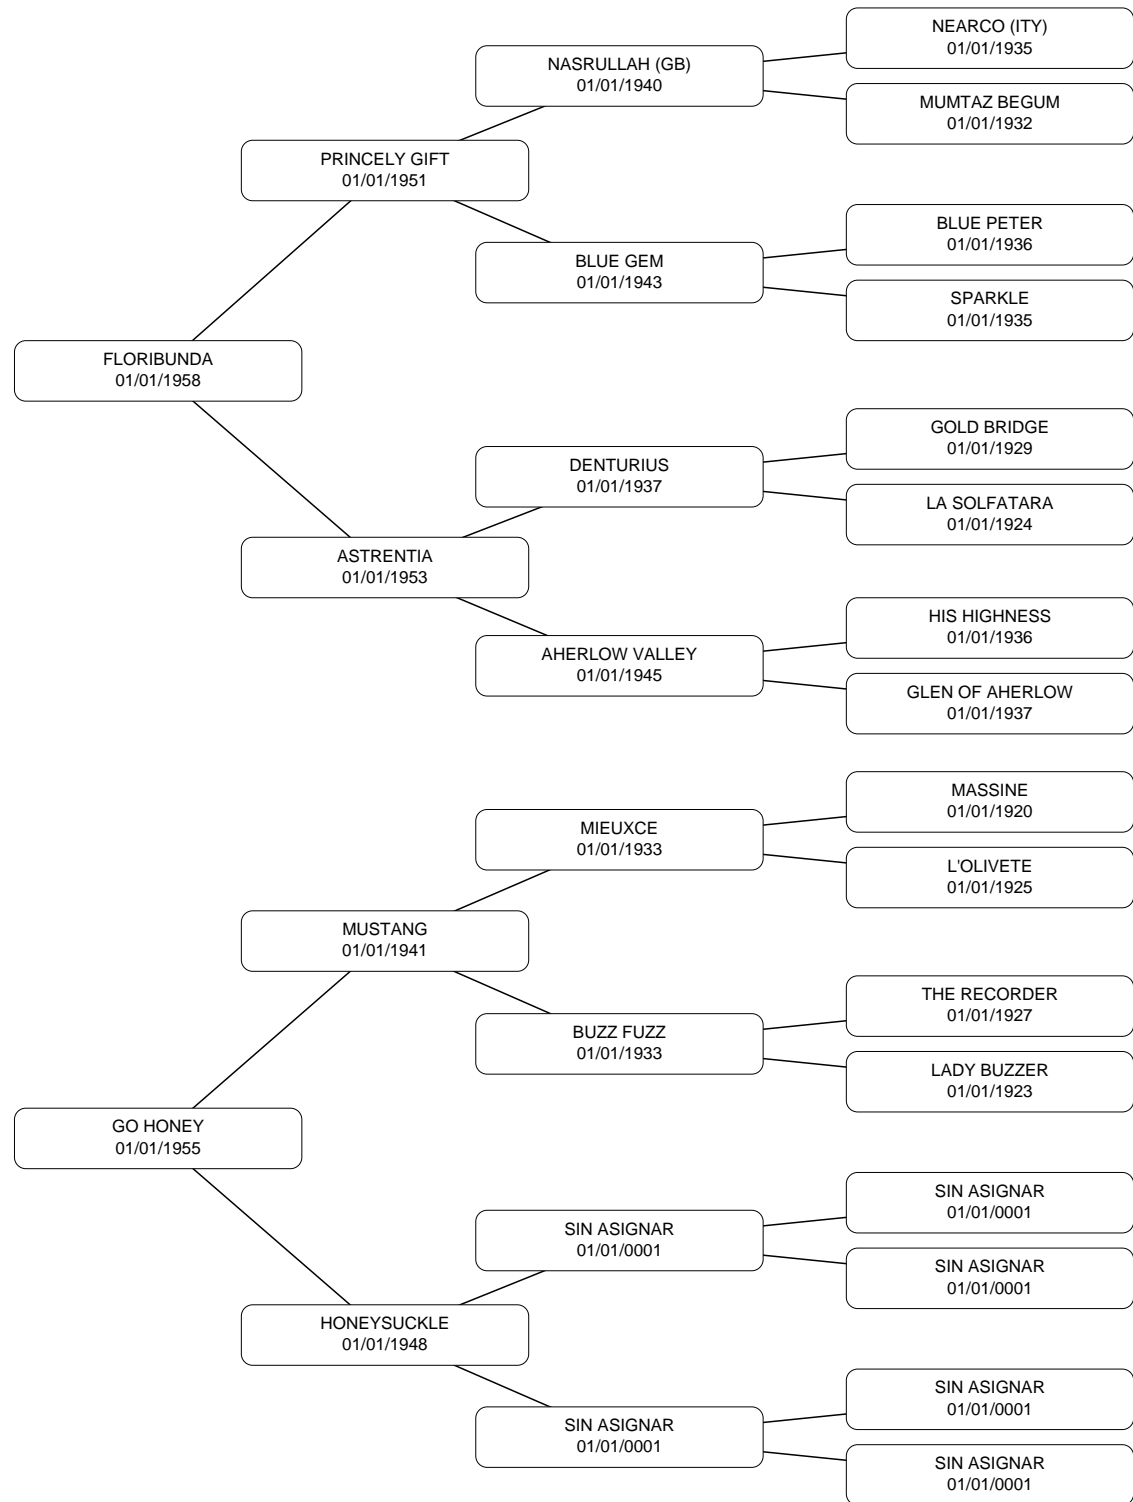 NEARCO (ITY)
01/01/1935
NASRULLAH (GB)
01/01/1940
MUMTAZ BEGUM
01/01/1932
PRINCELY GIFT
01/01/1951
BLUE PETER
01/01/1936
BLUE GEM
01/01/1943
SPARKLE
01/01/1935
FLORIBUNDA
01/01/1958
GOLD BRIDGE
01/01/1929
DENTURIUS
01/01/1937
LA SOLFATARA
01/01/1924
ASTRENTIA
01/01/1953
HIS HIGHNESS
01/01/1936
AHERLOW VALLEY
01/01/1945
GLEN OF AHERLOW
01/01/1937
MASSINE
01/01/1920
MIEUXCE
01/01/1933
L'OLIVETE
01/01/1925
MUSTANG
01/01/1941
THE RECORDER
01/01/1927
BUZZ FUZZ
01/01/1933
LADY BUZZER
01/01/1923
GO HONEY
01/01/1955
SIN ASIGNAR
01/01/0001
SIN ASIGNAR
01/01/0001
SIN ASIGNAR
01/01/0001
HONEYSUCKLE
01/01/1948
SIN ASIGNAR
01/01/0001
SIN ASIGNAR
01/01/0001
SIN ASIGNAR
01/01/0001